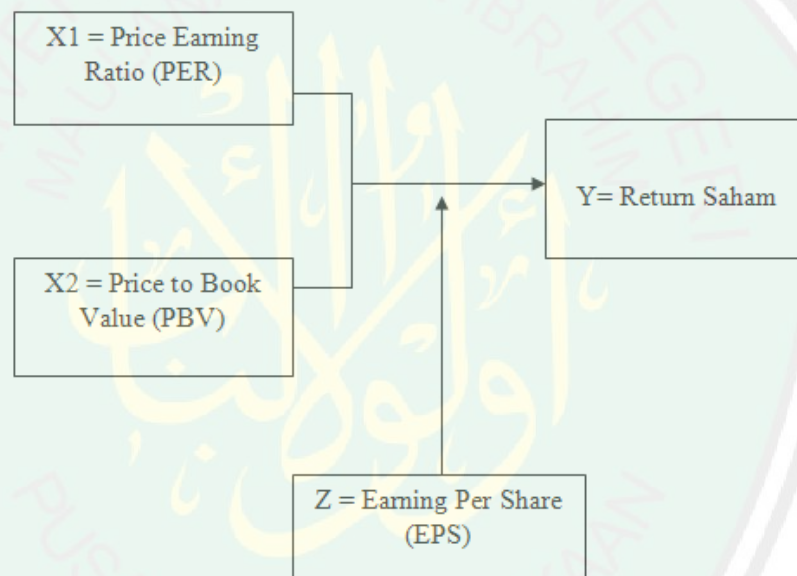 X1 = Price Earning
Ratio (PER)
Y= Return Saham
X2 = Price to Book
Value (PBV)
Z = Earning Per Share
(EPS)